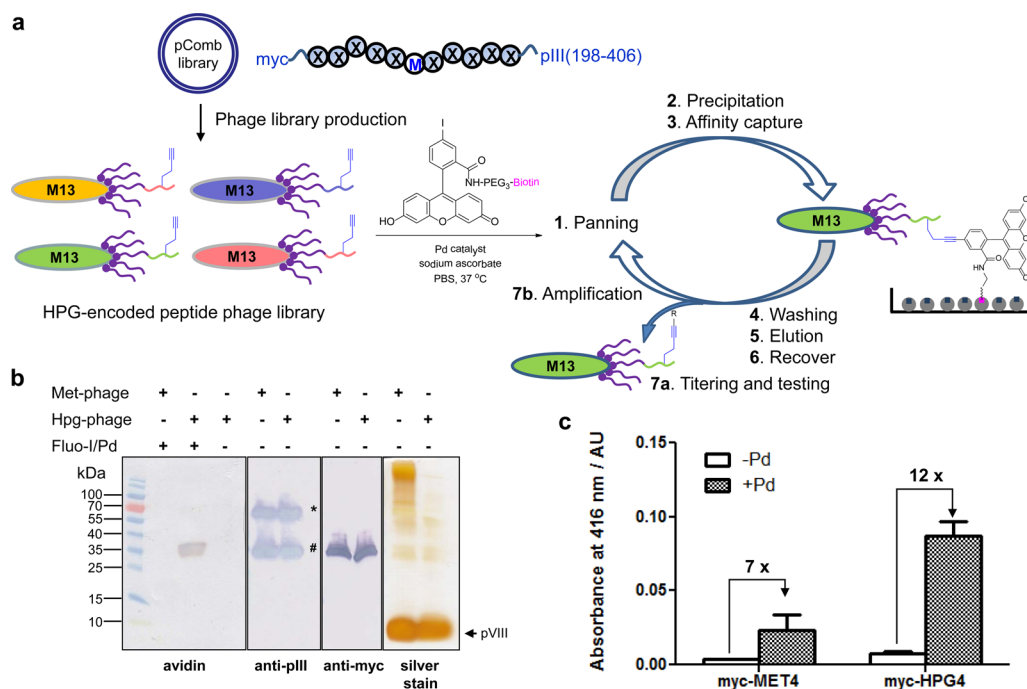 a
pComb
library
myc
X X X X X M X X X X X
pIII(198-406)
Phage library production
M13
M13
M13
M13
HPG-encoded peptide phage library
I
O
NH-PEG3-Biotin
HO
O
O
Pd catalyst
sodium ascorbate
PBS, 37 °C
2. Precipitation
3. Affinity capture
1. Panning
M13
O
NH
O
7b. Amplification
4. Washing
5. Elution
6. Recover
R
M13
7a. Titering and testing
b
Met-phage + - - + - + - + -
Hpg-phage - + + - + - + - +
Fluo-I/Pd + + - - - - - - -
kDa
100
70
55
40
35
25
15
10
*
#
pVIII
avidin
anti-pIII
anti-myc
silver
stain
c
Absorbance at 416 nm / AU
0.15
0.10
0.05
0.00
-Pd
+Pd
7 x
12 x
myc-MET4
myc-HPG4